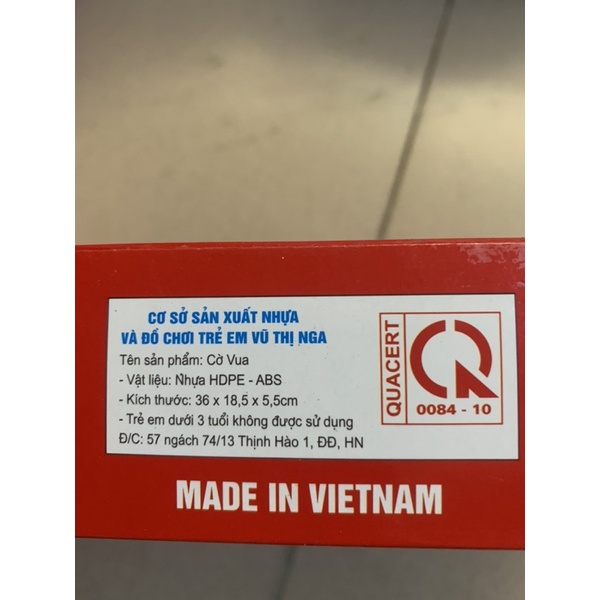 CƠ SỞ SẢN XUẤT NHỰA
VÀ ĐỒ CHƠI TRẺ EM VŨ THỊ NGA
Tên sản phẩm: Cờ Vua
- Vật liệu: Nhựa HDPE - ABS
- Kích thước: 36 x 18,5 x 5,5cm
- Trẻ em dưới 3 tuổi không được sử dụng
Đ/C: 57 ngách 74/13 Thịnh Hào 1, ĐĐ, HN
QUACERT
0084 - 10
MADE IN VIETNAM